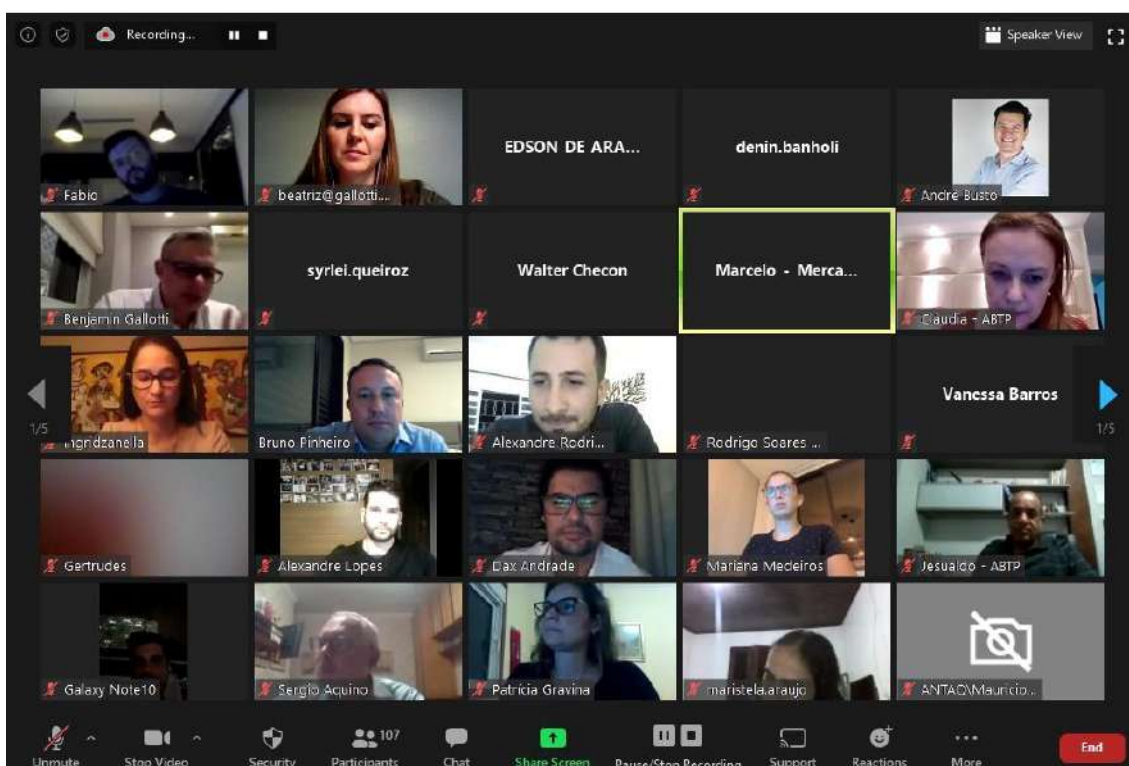 Recording...
Speaker View
Fabio
beatriz@gallotti....
EDSON DE ARA...
denin.banholi
André Busto
Benjamin Gallotti
syrlei.queiroz
Walter Checon
Marcelo - Merca...
Claudia - ABTP
1/5
Ingridzanella
Bruno Pinheiro
Alexandre Rodri...
Rodrigo Soares ...
Vanessa Barros
1/5
Gertrudes
Alexandre Lopes
Dax Andrade
Mariana Medeiros
Jesualdo - ABTP
Galaxy Note10
Sergio Aquino
Patrícia Gravina
maristela.araujo
ANTAQ\Mauricio...
Unmute
Stop Video
Security
107
Participants
Chat
Share Screen
Pause/Stop Recording
Support
Reactions
More
End